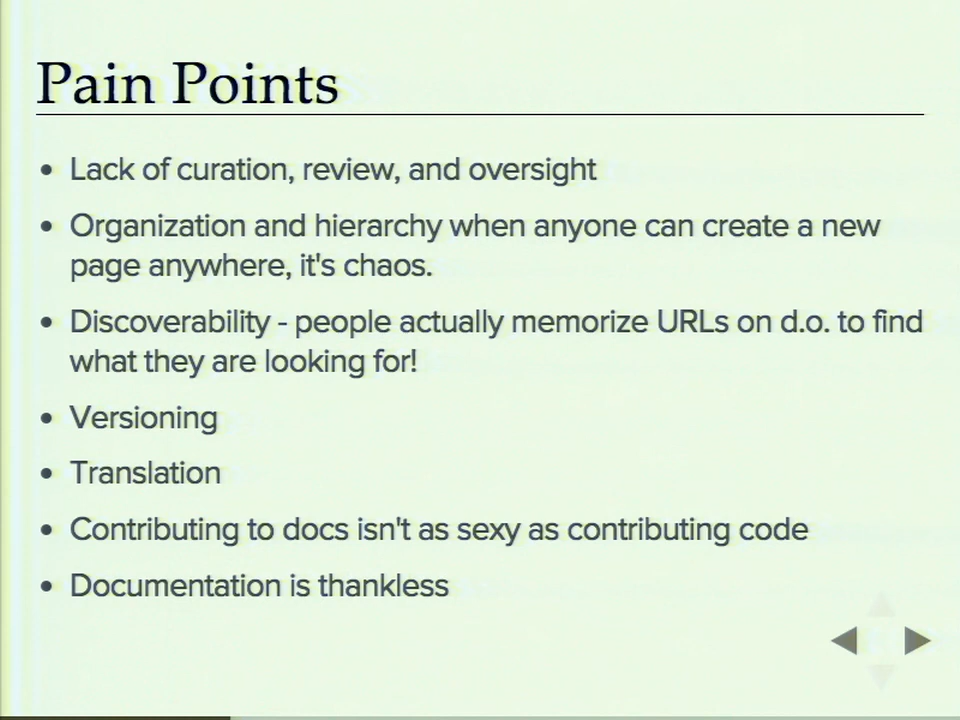 Pain Points
• Lack of curation, review, and oversight
• Organization and hierarchy when anyone can create a new
page anywhere, it's chaos.
• Discoverability - people actually memorize URLs on d.o. to find
what they are looking for!
• Versioning
• Translation
• Contributing to docs isn't as sexy as contributing code
• Documentation is thankless